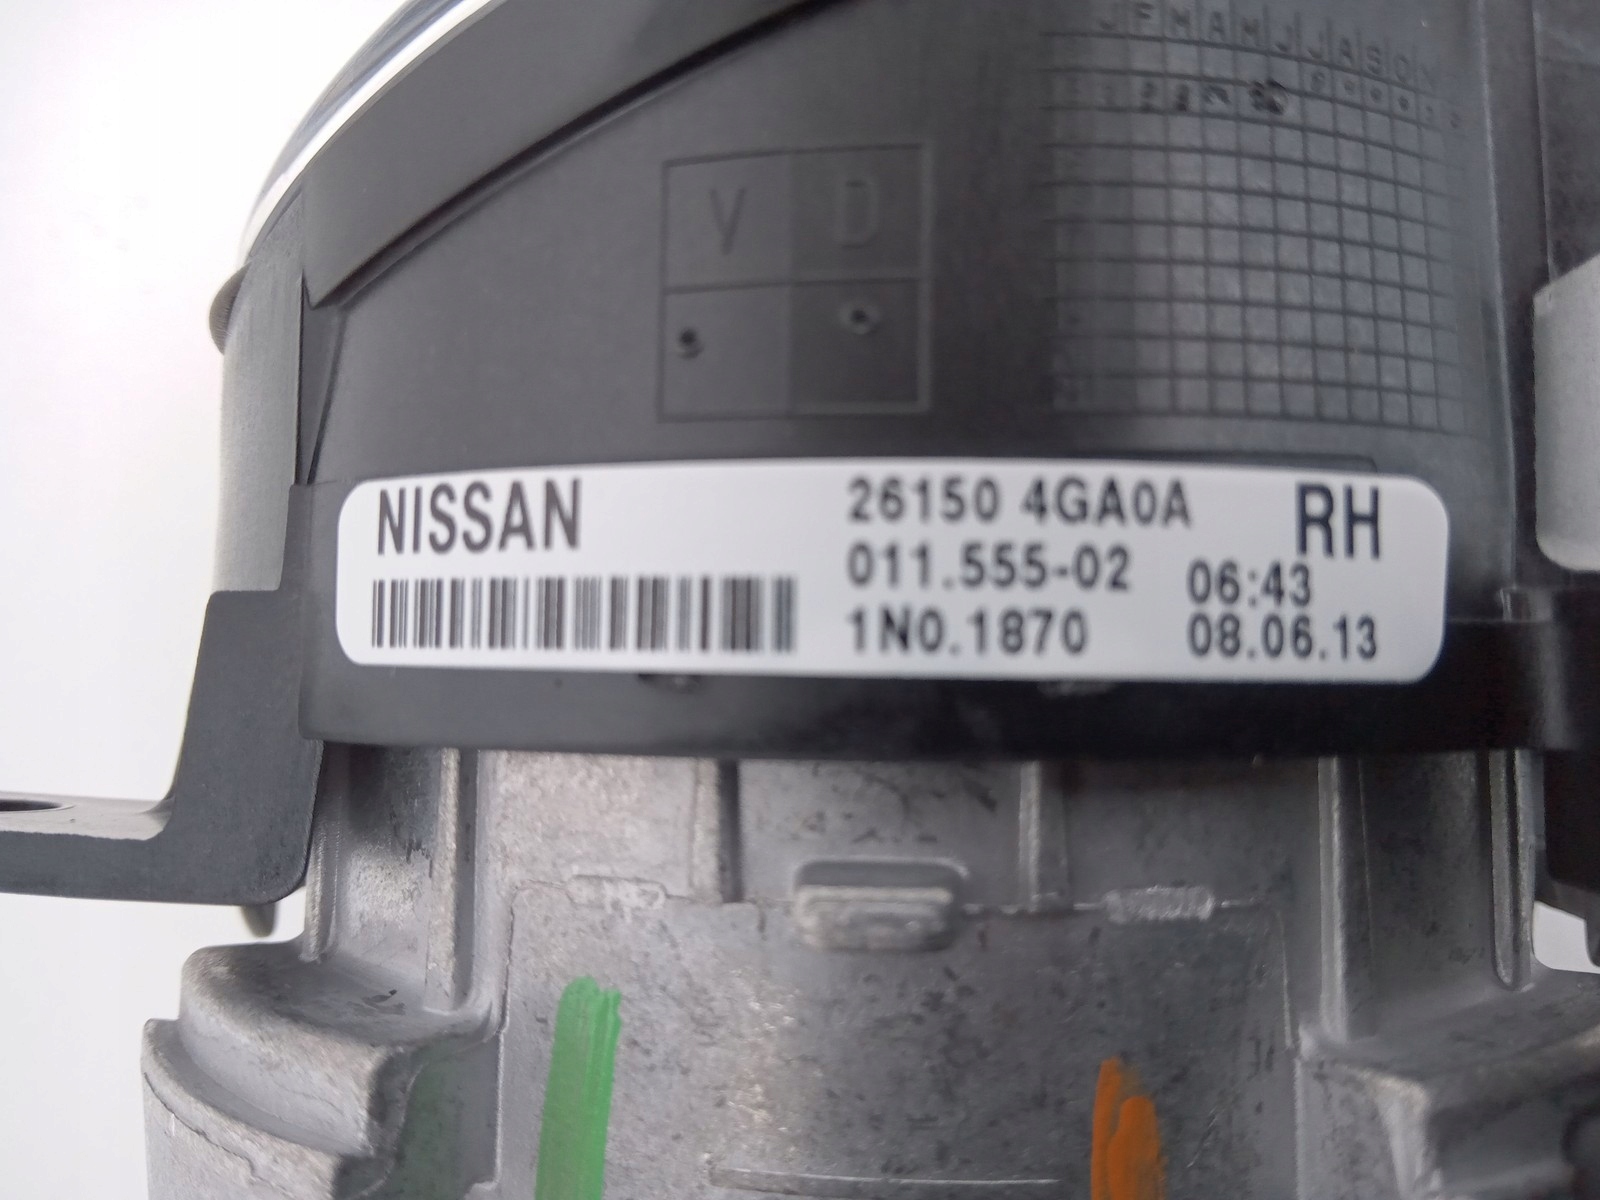 J F M A M J J A S O N
V D
NISSAN
26150 4GA0A RH
011.555-02 06:43
1N0.1870 08.06.13